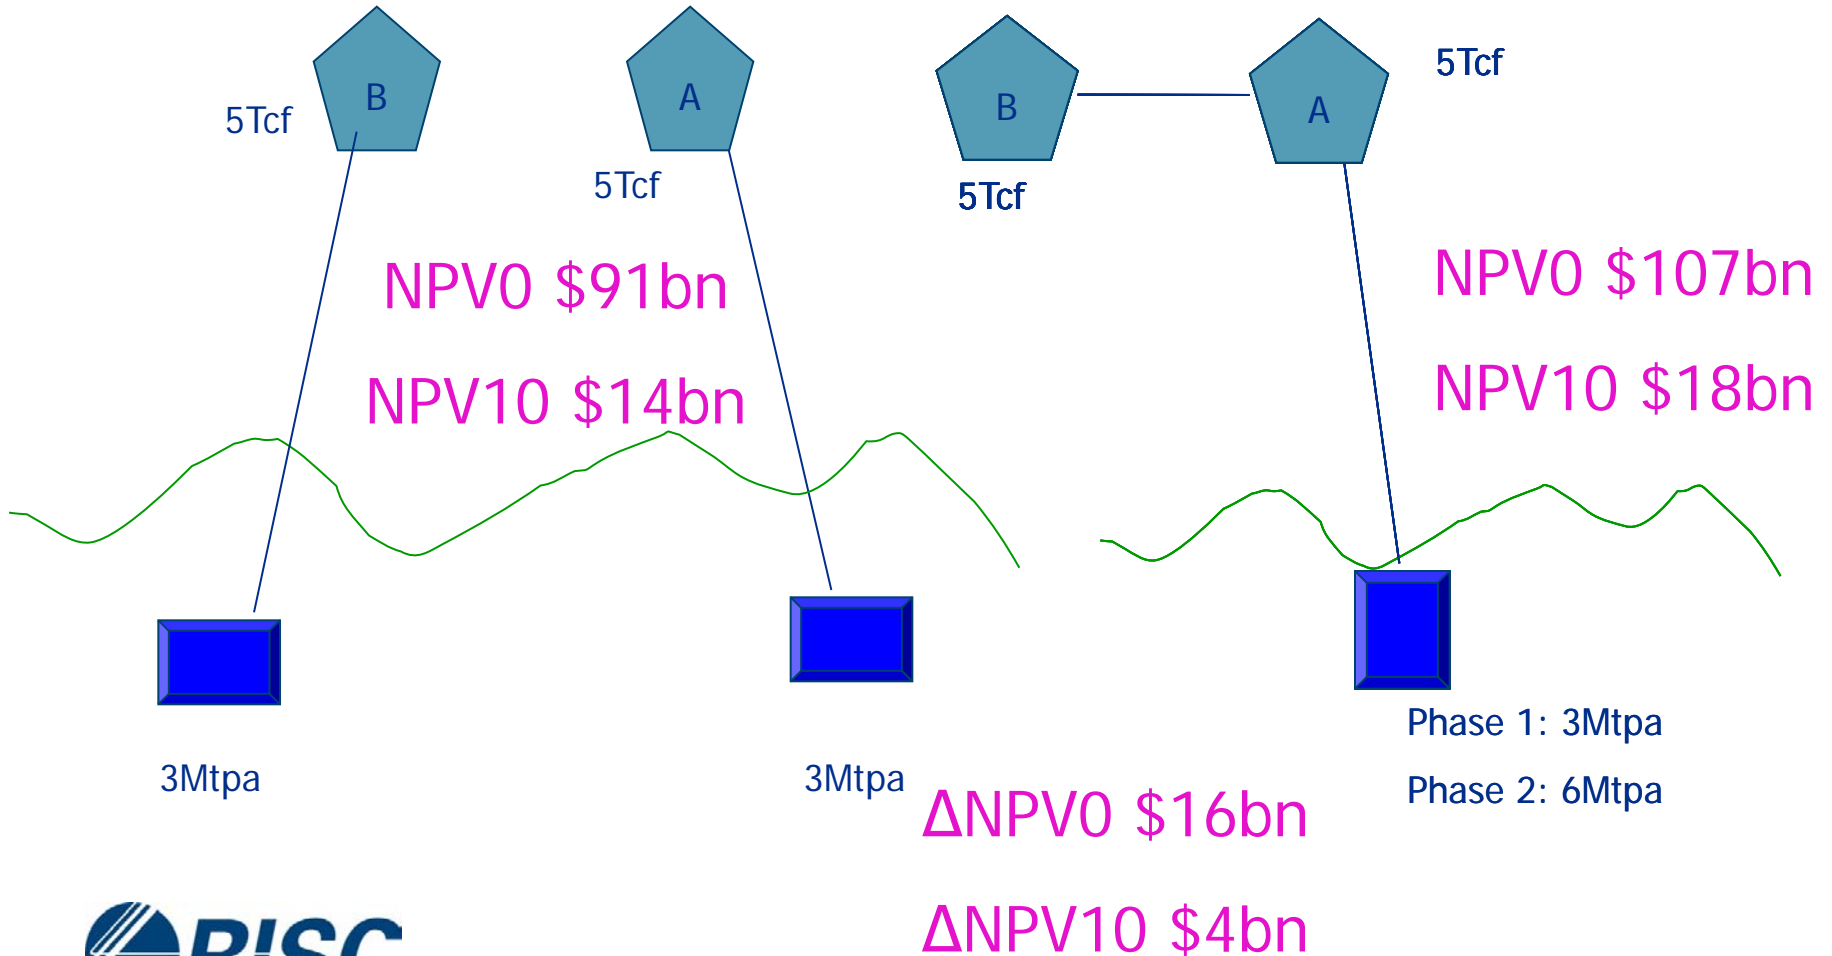 B
5Tcf
A
5Tcf
NPV0 $91bn
NPV10 $14bn
3Mtpa
3Mtpa
B
5Tcf
A
5Tcf
NPV0 $107bn
NPV10 $18bn
Phase 1: 3Mtpa
Phase 2: 6Mtpa
ΔNPV0 $16bn
ΔNPV10 $4bn
RISC